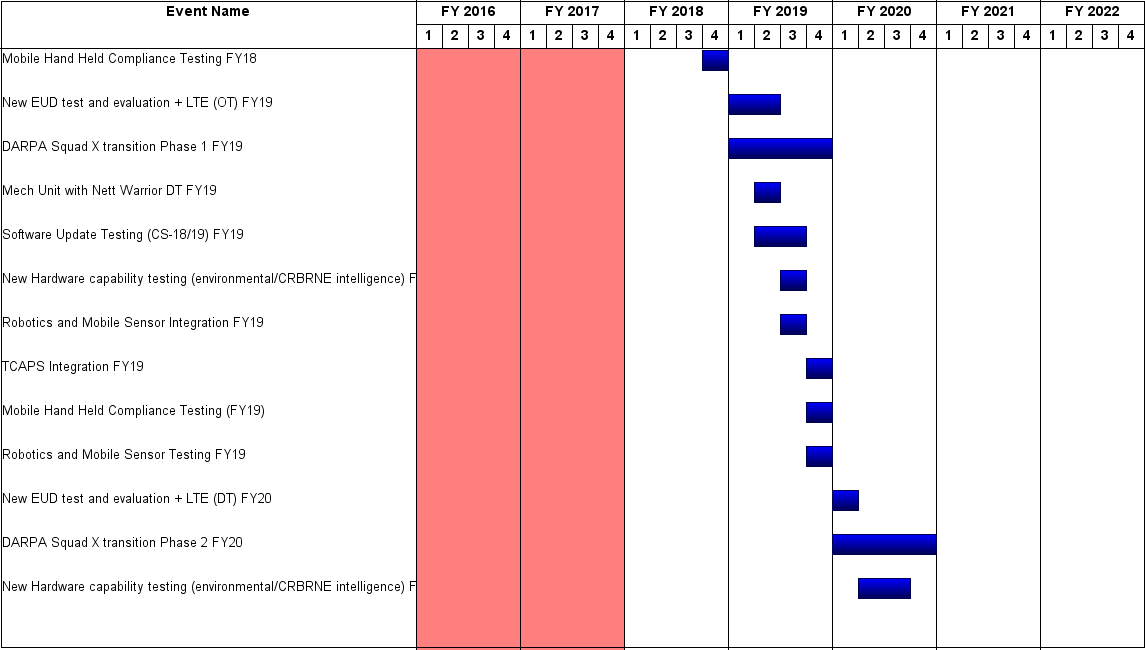 Event Name FY 2016 FY 2017 FY 2018 FY 2019 FY 2020 FY 2021 FY 2022
1 2 3 4 1 2 3 4 1 2 3 4 1 2 3 4 1 2 3 4 1 2 3 4 1 2 3 4
Mobile Hand Held Compliance Testing FY18
New EUD test and evaluation + LTE (OT) FY19
DARPA Squad X transition Phase 1 FY19
Mech Unit with Nett Warrior DT FY19
Software Update Testing (CS-18/19) FY19
New Hardware capability testing (environmental/CRBRNE intelligence) F
Robotics and Mobile Sensor Integration FY19
TCAPS Integration FY19
Mobile Hand Held Compliance Testing (FY19)
Robotics and Mobile Sensor Testing FY19
New EUD test and evaluation + LTE (DT) FY20
DARPA Squad X transition Phase 2 FY20
New Hardware capability testing (environmental/CRBRNE intelligence) F